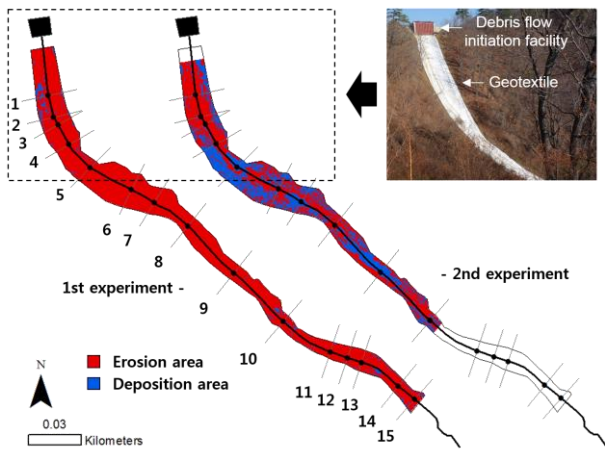 Debris flow
initiation facility
Geotextile
1
2
3
4
5
6
7
8
9
10
11
12
13
14
15
1st experiment -
- 2nd experiment
Erosion area
Deposition area
N
0.03
Kilometers